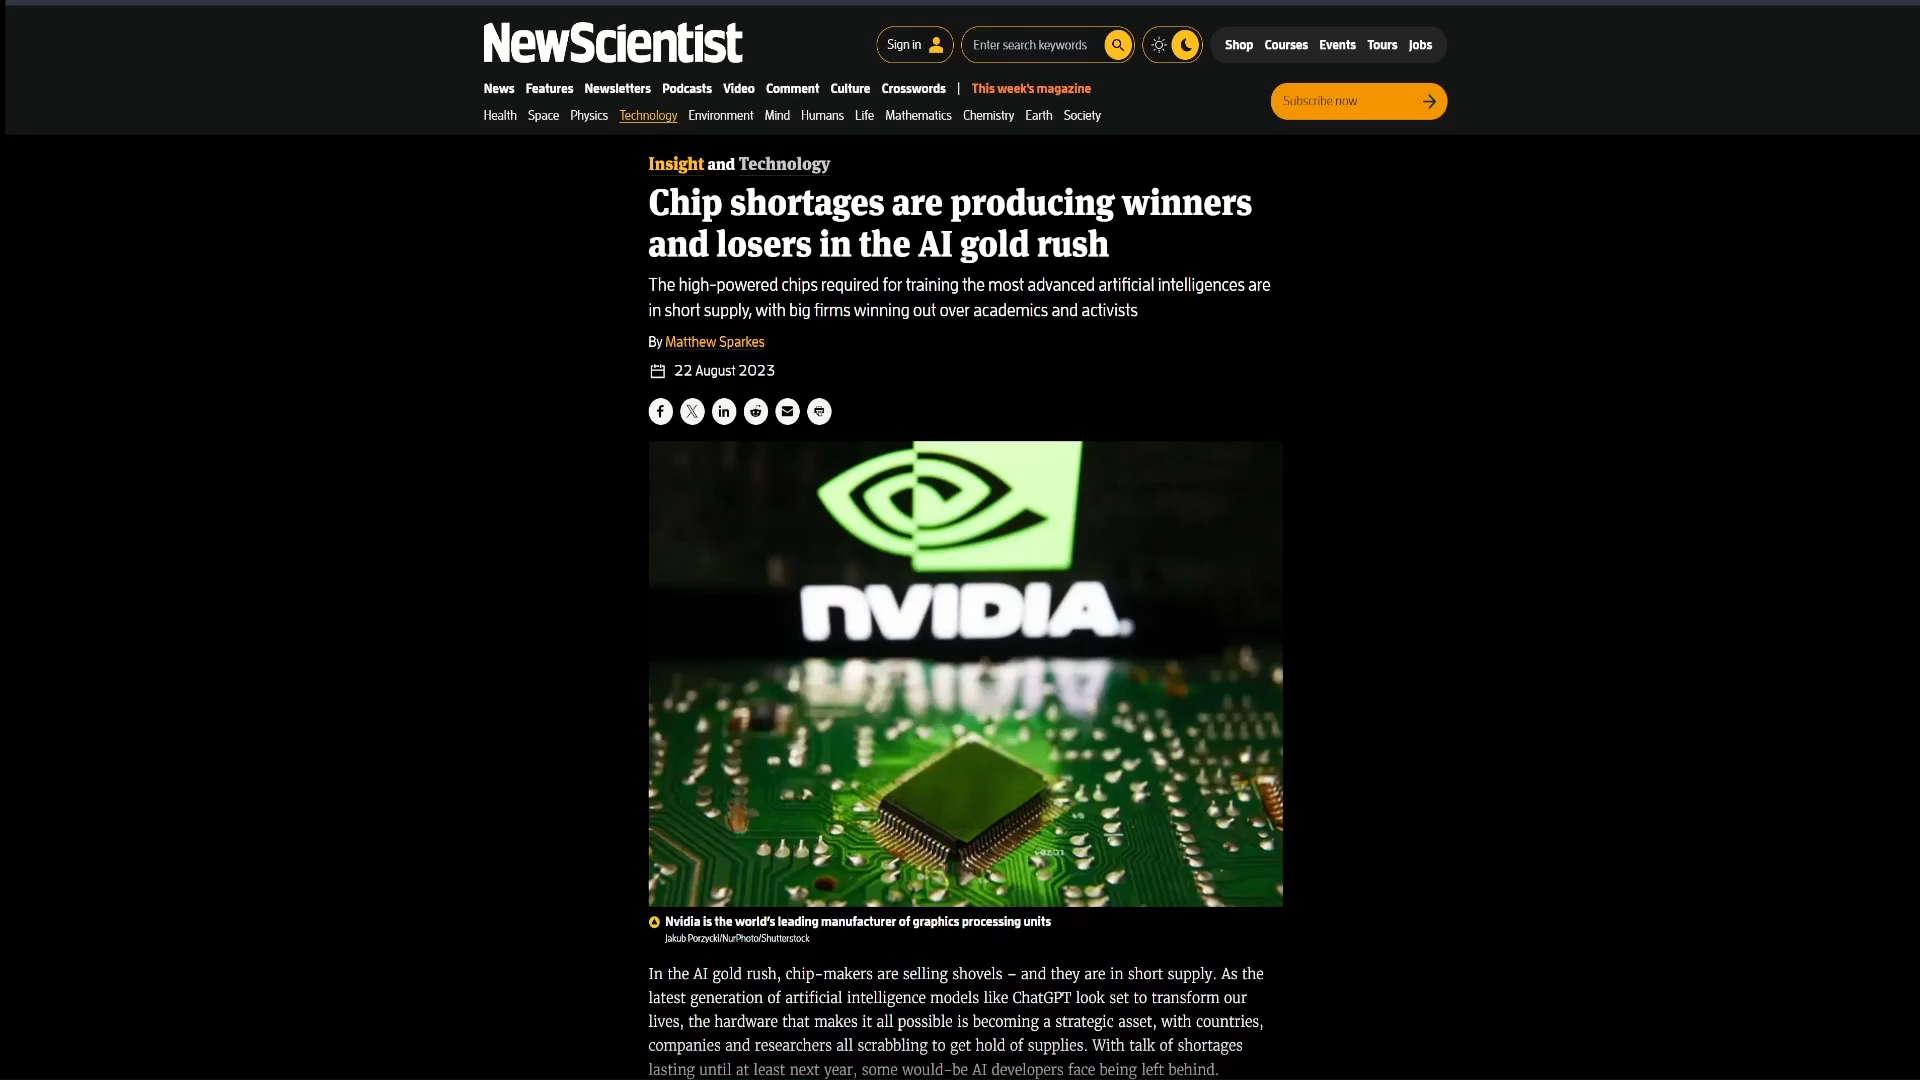 NewScientist
Sign in
Enter search keywords
Shop Courses Events Tours Jobs
News Features Newsletters Podcasts Video Comment Culture Crosswords | This week's magazine
Subscribe now
Health Space Physics Technology Environment Mind Humans Life Mathematics Chemistry Earth Society
Insight and Technology
Chip shortages are producing winners
and losers in the AI gold rush
The high-powered chips required for training the most advanced artificial intelligences are
in short supply, with big firms winning out over academics and activists
By Matthew Sparkes
22 August 2023
NVIDIA
Nvidia is the world's leading manufacturer of graphics processing units
Jakub Porzycki/NurPhoto/Shutterstock
In the AI gold rush, chip-makers are selling shovels – and they are in short supply. As the
latest generation of artificial intelligence models like ChatGPT look set to transform our
lives, the hardware that makes it all possible is becoming a strategic asset, with countries,
companies and researchers all scrabbling to get hold of supplies. With talk of shortages
lasting until at least next year, some would-be AI developers face being left behind.